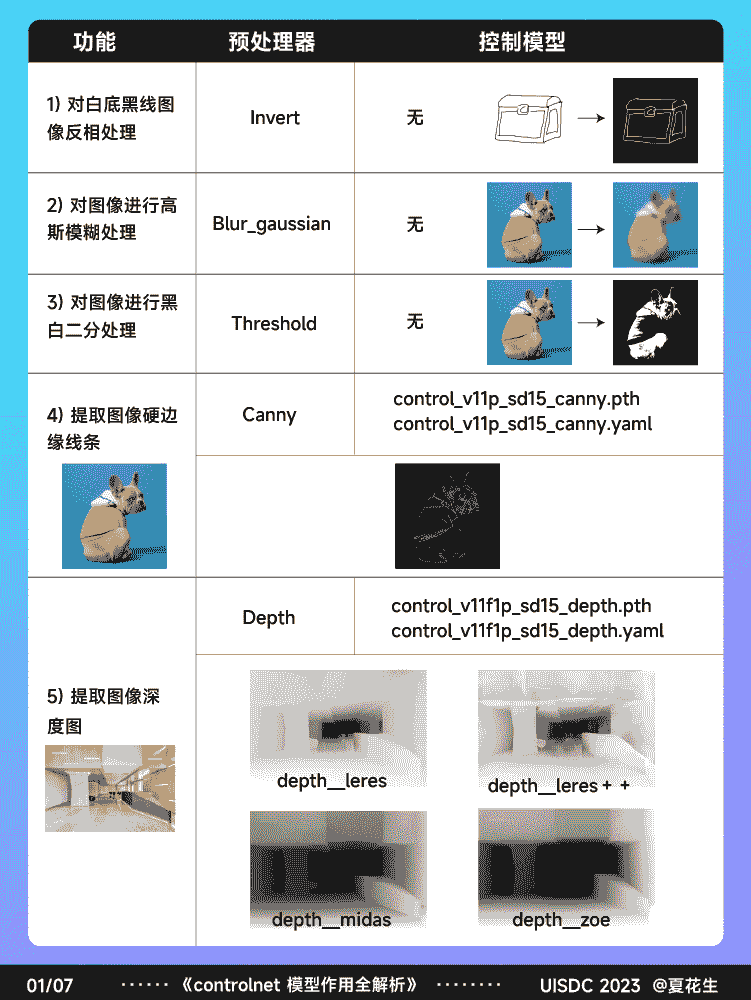 功能 预处理器 控制模型
1) 对白底黑线图
像反相处理
Invert
无
2) 对图像进行高
斯模糊处理
Blur_gaussian
无
3) 对图像进行黑
白二分处理
Threshold
无
4) 提取图像硬边
缘线条
Canny
control_v11p_sd15_canny.pth
control_v11p_sd15_canny.yaml
5) 提取图像深
度图
Depth
control_v11f1p_sd15_depth.pth
control_v11f1p_sd15_depth.yaml
depth_leres
depth_leres++
depth_midas
depth_zoe
01/07 ······《controlnet 模型作用全解析》 ········ UISDC 2023 @夏花生